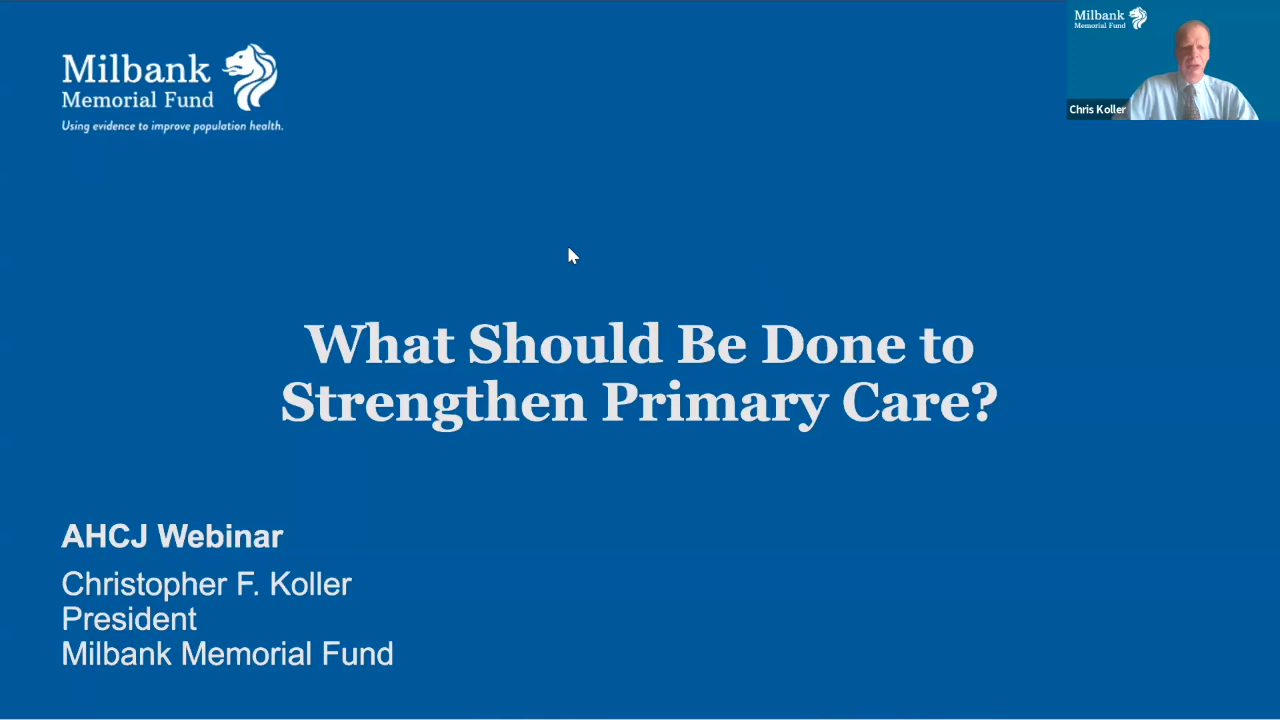 Milbank
Memorial Fund
Using evidence to improve population health.
Milbank
Memorial Fund
Chris Koller
What Should Be Done to
Strengthen Primary Care?
AHCJ Webinar
Christopher F. Koller
President
Milbank Memorial Fund